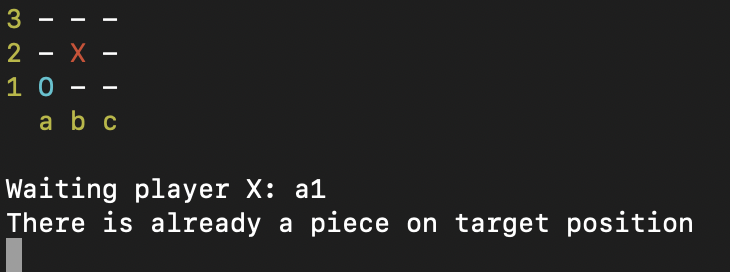 3 – – –
2 – X –
1 O – –
  a b c
Waiting player X: a1
There is already a piece on target position